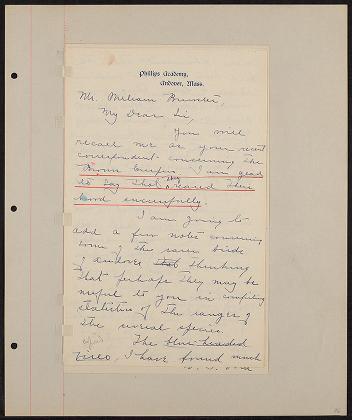 Phillips Academy,
Andover, Mass.
Mr. William Brewster,
My Dear Sir,
You will
recall me as your recent
correspondent concerning the
Brown Creeper. I am glad
to say that they reared their
brood successfully.
I am going to
add a few notes concerning
some of the rarer birds
of Andover that thinking
that perhaps they may be
useful to you in compiling
statistics of the ranges of
the several species.
The blue-headed
vireo, I have found much